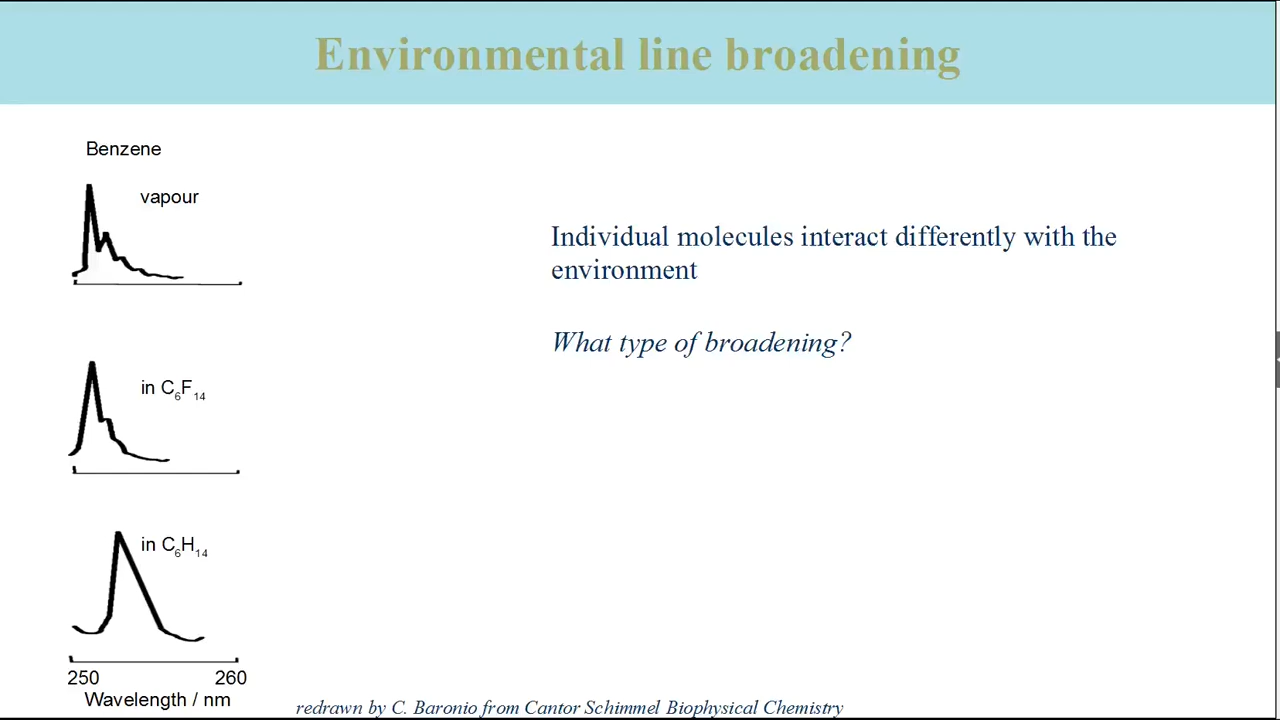 Environmental line broadening
Benzene
vapour
Individual molecules interact differently with the
environment
What type of broadening?
in C₆F₁₄
in C₆H₁₄
250 260
Wavelength / nm
redrawn by C. Baronio from Cantor Schimmel Biophysical Chemistry